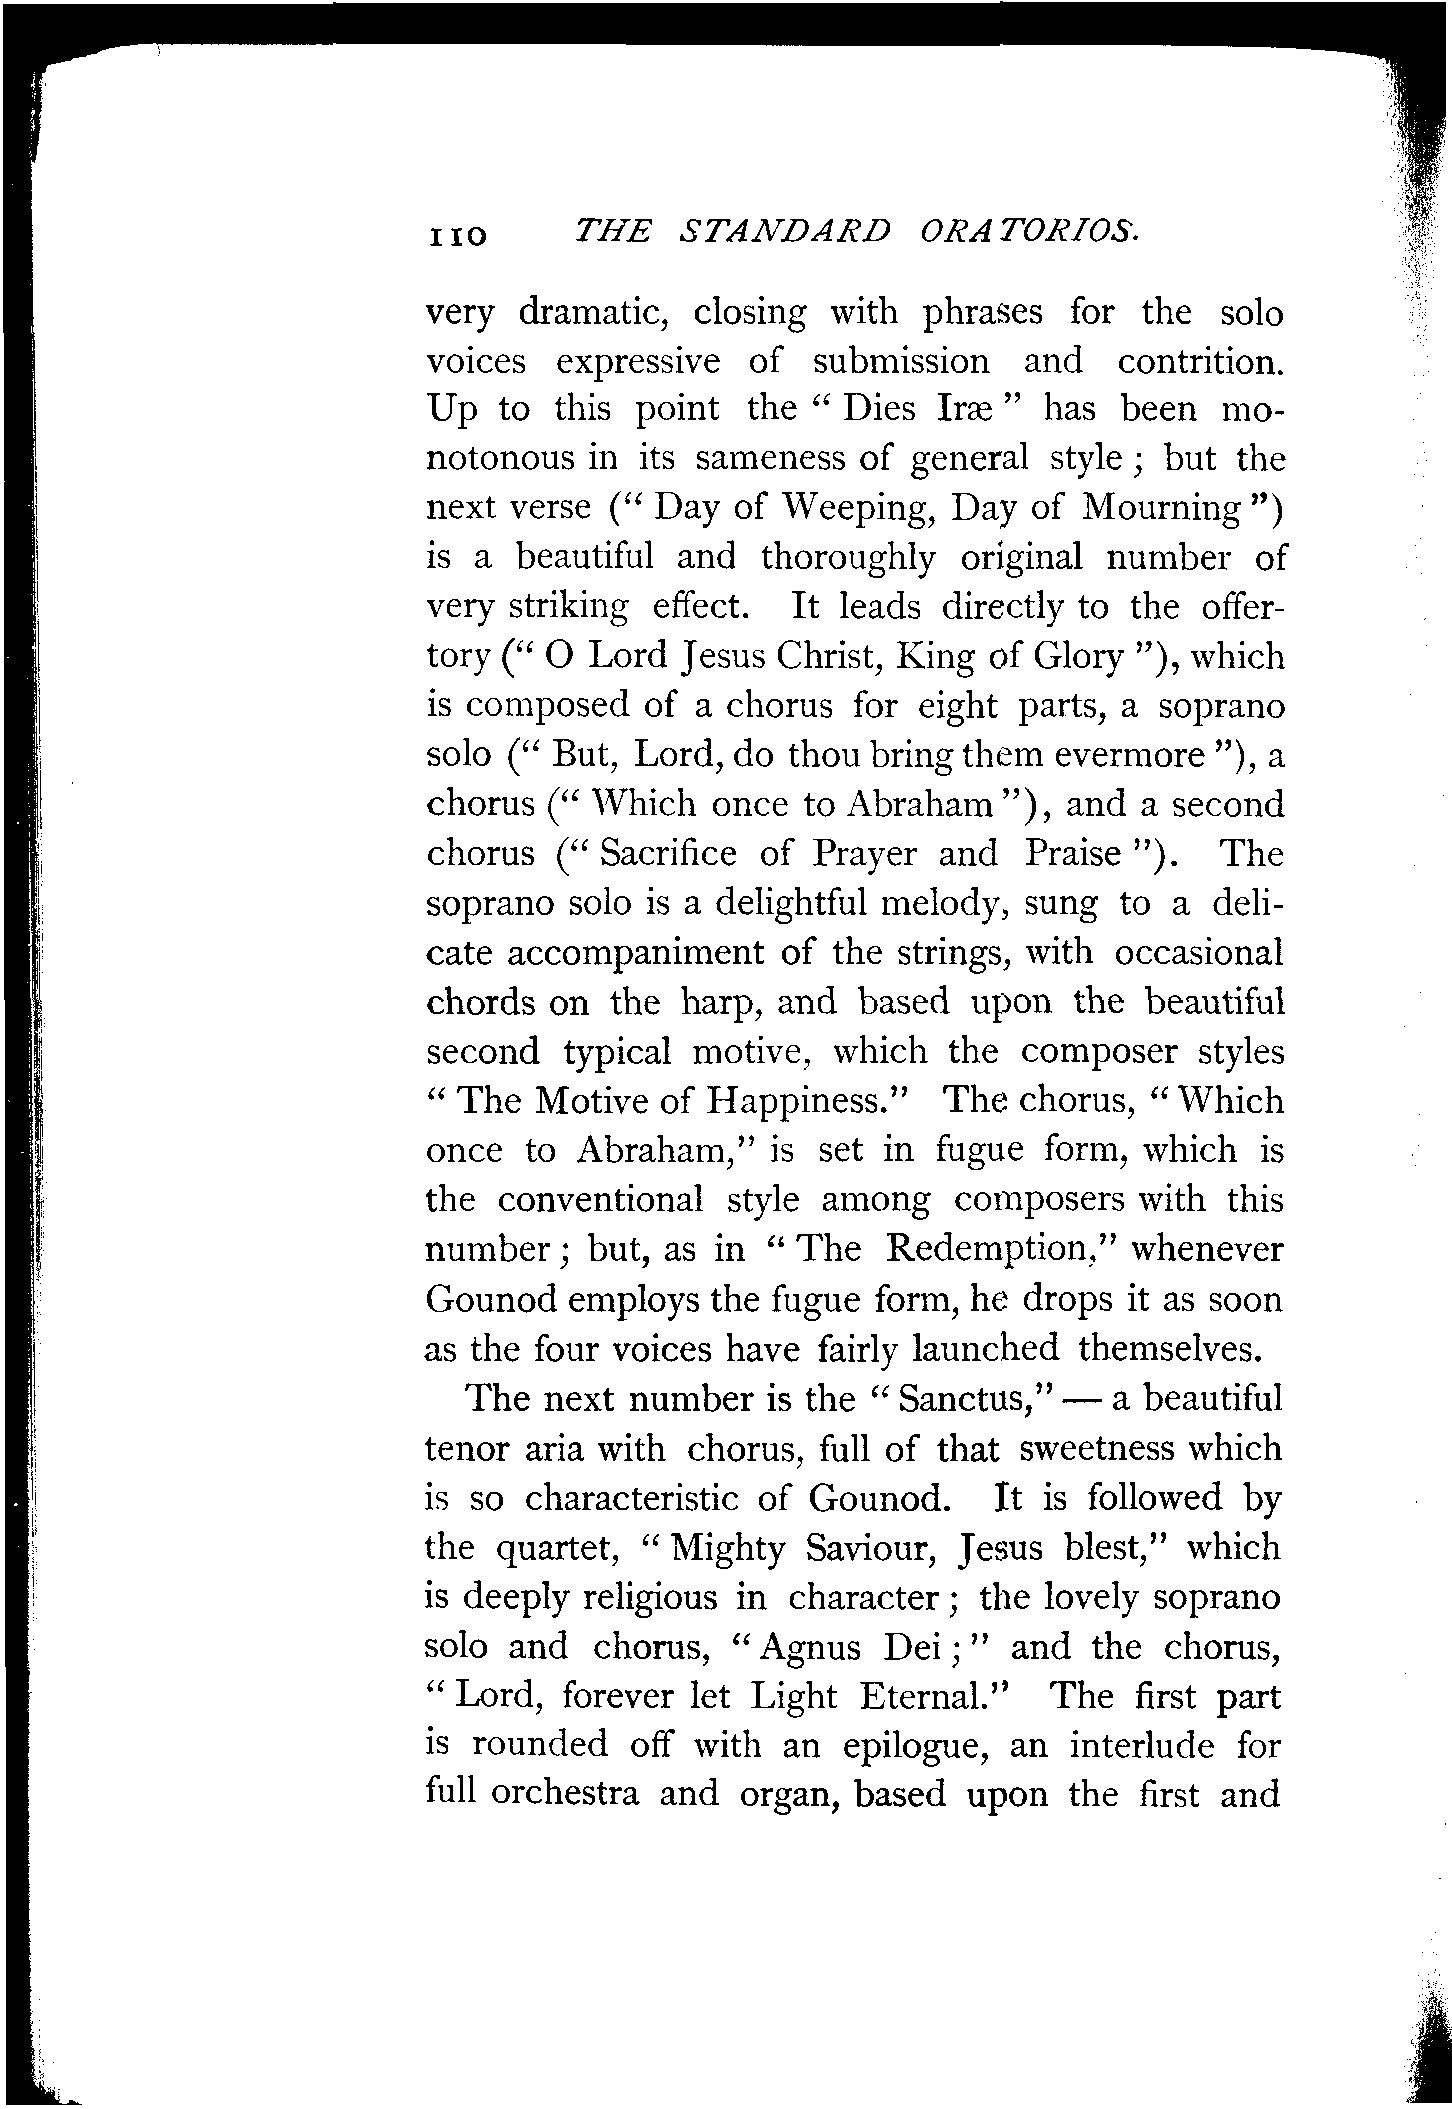 110 THE STANDARD ORATORIOS.
very dramatic, closing with phrases for the solo
voices expressive of submission and contrition.
Up to this point the “ Dies Iræ ” has been mo-
notonous in its sameness of general style ; but the
next verse (“ Day of Weeping, Day of Mourning ”)
is a beautiful and thoroughly original number of
very striking effect. It leads directly to the offer-
tory (“ O Lord Jesus Christ, King of Glory ”), which
is composed of a chorus for eight parts, a soprano
solo (“ But, Lord, do thou bring them evermore ”), a
chorus (“ Which once to Abraham ”), and a second
chorus (“ Sacrifice of Prayer and Praise ”). The
soprano solo is a delightful melody, sung to a deli-
cate accompaniment of the strings, with occasional
chords on the harp, and based upon the beautiful
second typical motive, which the composer styles
“ The Motive of Happiness.” The chorus, “ Which
once to Abraham,” is set in fugue form, which is
the conventional style among composers with this
number ; but, as in “ The Redemption,” whenever
Gounod employs the fugue form, he drops it as soon
as the four voices have fairly launched themselves.
The next number is the “ Sanctus,” — a beautiful
tenor aria with chorus, full of that sweetness which
is so characteristic of Gounod. It is followed by
the quartet, “ Mighty Saviour, Jesus blest,” which
is deeply religious in character ; the lovely soprano
solo and chorus, “ Agnus Dei ; ” and the chorus,
“ Lord, forever let Light Eternal.” The first part
is rounded off with an epilogue, an interlude for
full orchestra and organ, based upon the first and